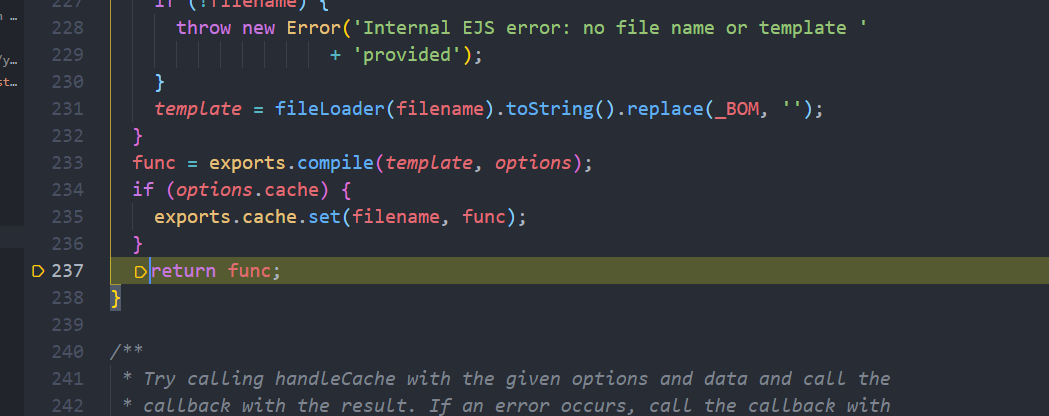 227 if (!filename) {
228 throw new Error('Internal EJS error: no file name or template '
229 + 'provided');
230 }
231 template = fileLoader(filename).toString().replace(_BOM, '');
232 }
233 func = exports.compile(template, options);
234 if (options.cache) {
235 exports.cache.set(filename, func);
236 }
237 return func;
238 }
239
240 /**
241 * Try calling handleCache with the given options and data and call the
242 * callback with the result. If an error occurs, call the callback with